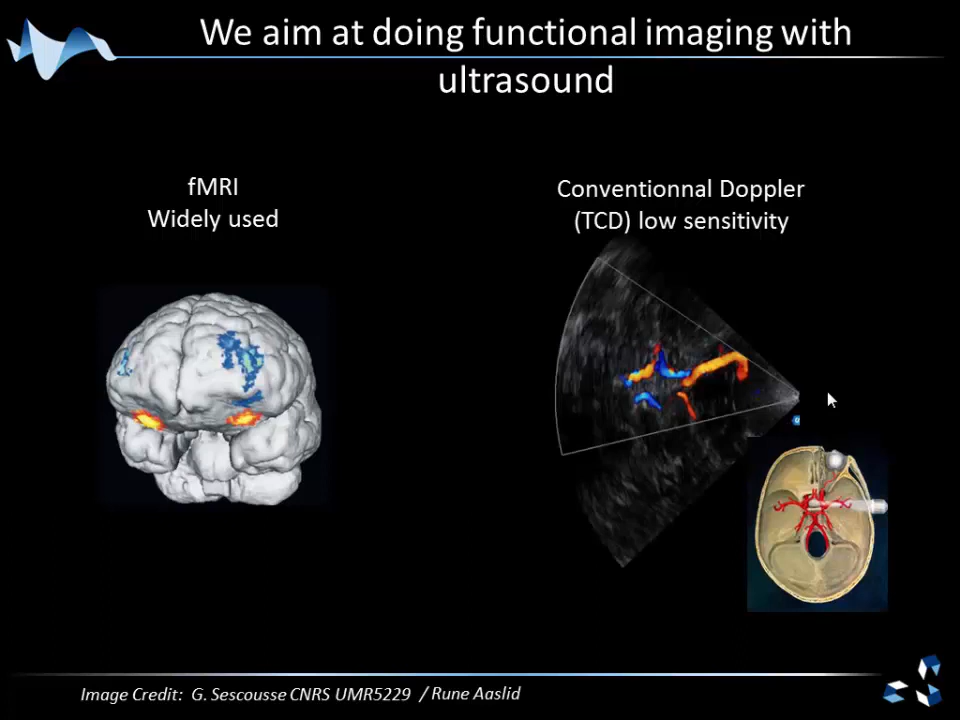 We aim at doing functional imaging with
ultrasound
fMRI
Widely used
Conventionnal Doppler
(TCD) low sensitivity
Image Credit:  G. Sescousse CNRS UMR5229  / Rune Aaslid